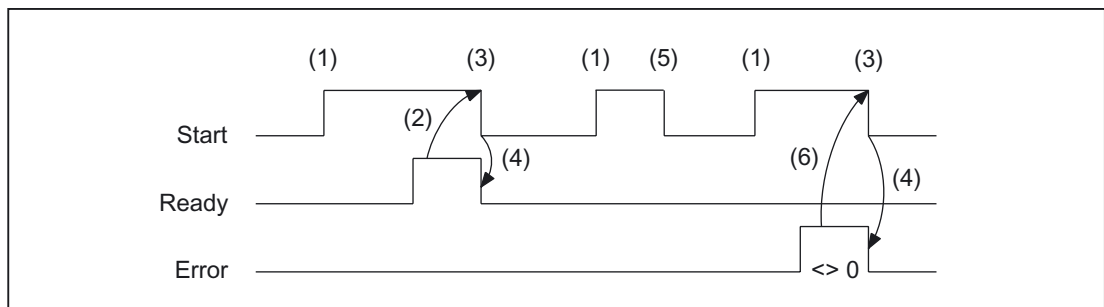 (1) (3) (1) (5) (1) (3)
Start
(2)
(4)
(6)
(4)
Ready
Error
<> 0